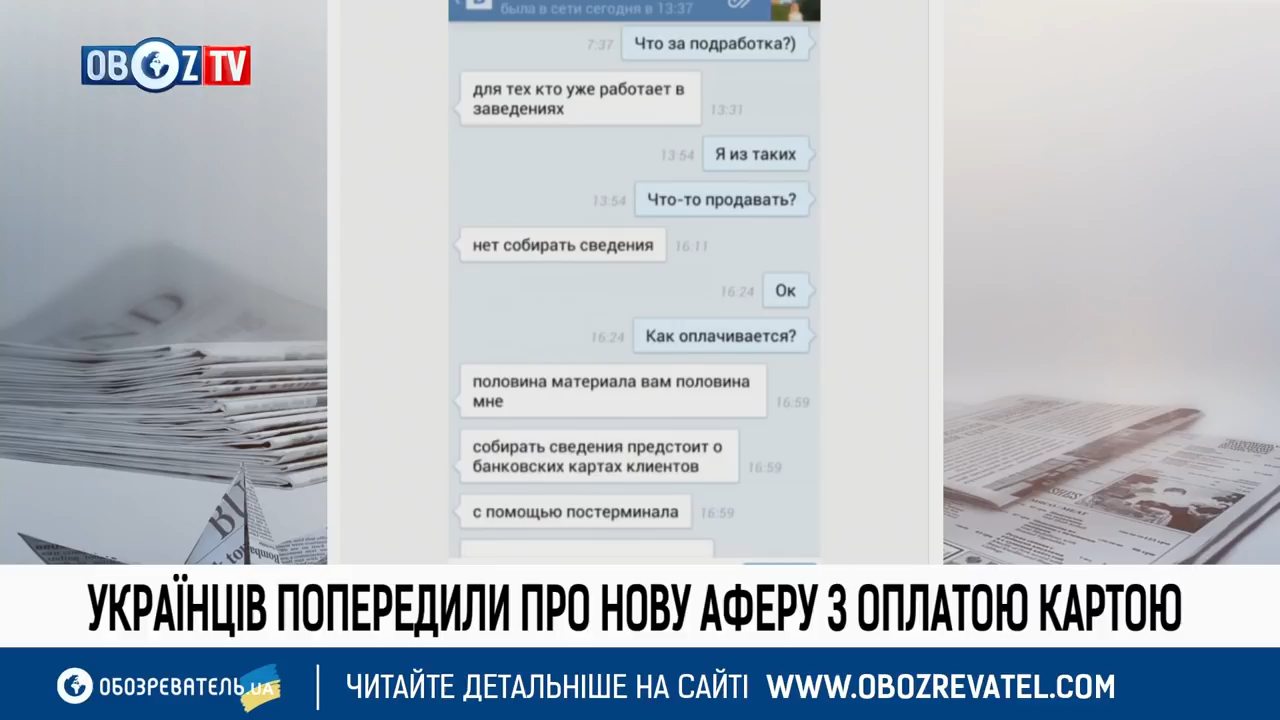 OBOZ TV
была в сети сегодня в 13:37
7:37 Что за подработка?)
для тех кто уже работает в
заведениях 13:31
13:54 Я из таких
13:54 Что-то продавать?
нет собирать сведения 16:11
16:24 Ок
16:24 Как оплачивается?
половина материала вам половина
мне 16:59
собирать сведения предстоит о
банковских картах клиентов 16:59
с помощью постерминала 16:59
УКРАЇНЦІВ ПОПЕРЕДИЛИ ПРО НОВУ АФЕРУ З ОПЛАТОЮ КАРТОЮ
ОБОЗРЕВАТЕЛЬ.UA
ЧИТАЙТЕ ДЕТАЛЬНІШЕ НА САЙТІ WWW.OBOZREVATEL.COM